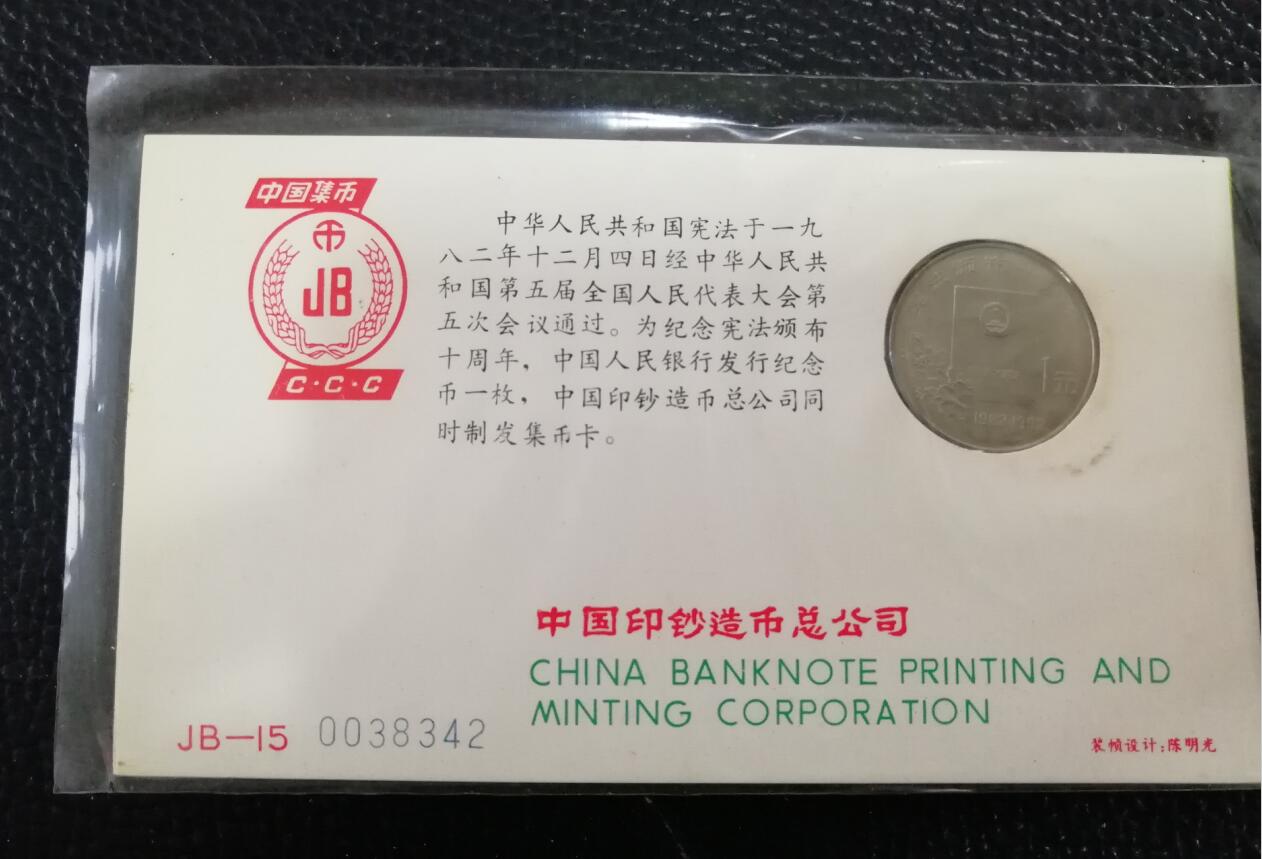 中国集币
JB
C·C·C
中华人民共和国宪法于一九
八二年十二月四日经中华人民共
和国第五届全国人民代表大会第
五次会议通过。为纪念宪法颁布
十周年，中国人民银行发行纪念
币一枚，中国印钞造币总公司同
时制发集币卡。
1元
中国印钞造币总公司
CHINA BANKNOTE PRINTING AND
MINTING CORPORATION
JB—15 0038342
装帧设计:陈明光